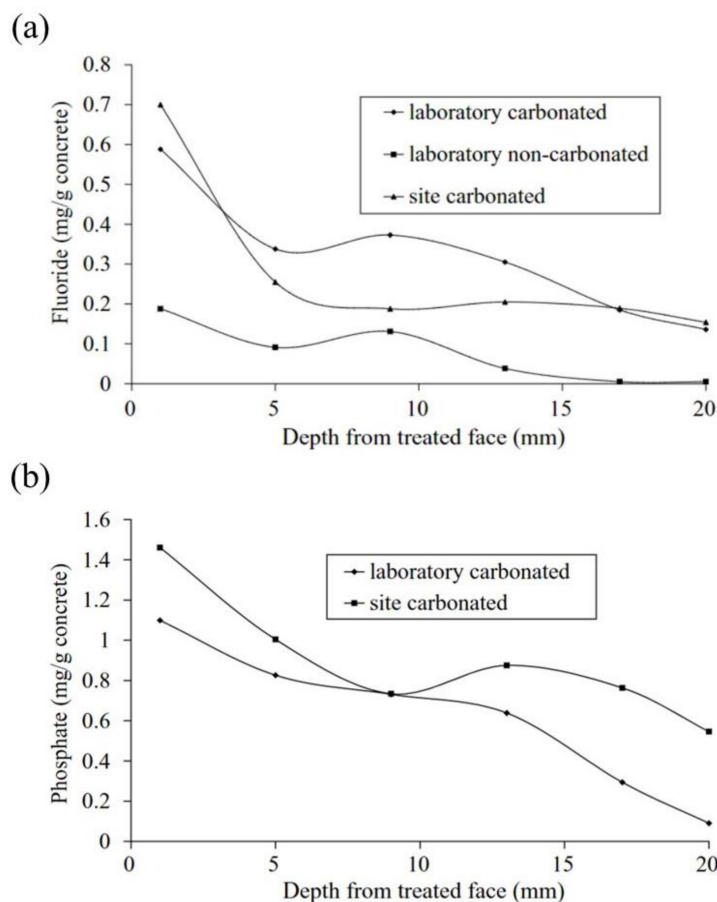 (a)
Fluoride (mg/g concrete)
0.8
0.7
0.6
0.5
0.4
0.3
0.2
0.1
0
laboratory carbonated
laboratory non-carbonated
site carbonated
0
5
10
15
20
Depth from treated face (mm)
(b)
Phosphate (mg/g concrete)
1.6
1.4
1.2
1
0.8
0.6
0.4
0.2
0
laboratory carbonated
site carbonated
0
5
10
15
20
Depth from treated face (mm)